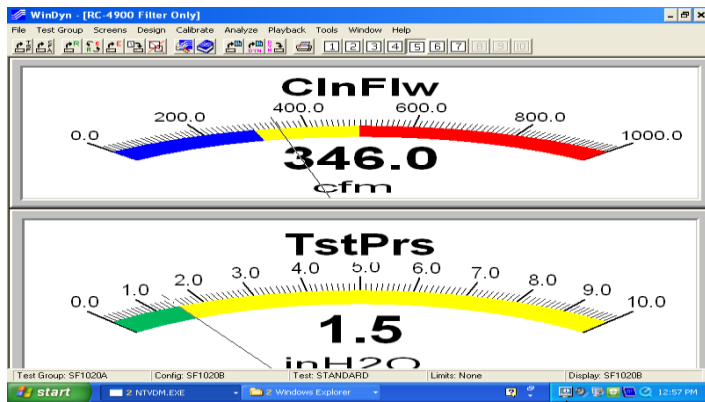 WinDyn - [RC-4900 Filter Only]
File Test Group Screens Design Calibrate Analyze Playback Tools Window Help
1 2 3 4 5 6 7 8 9 10
ClnFlw
0.0 200.0 400.0 600.0 800.0 1000.0
346.0
cfm
TstPrs
0.0 1.0 2.0 3.0 4.0 5.0 6.0 7.0 8.0 9.0 10.0
1.5
inH2O
Test Group: SF1020A Config: SF1020B Test: STANDARD Limits: None Display: SF1020B
start 2 NTVDM.EXE 2 Windows Explorer 12:57 PM